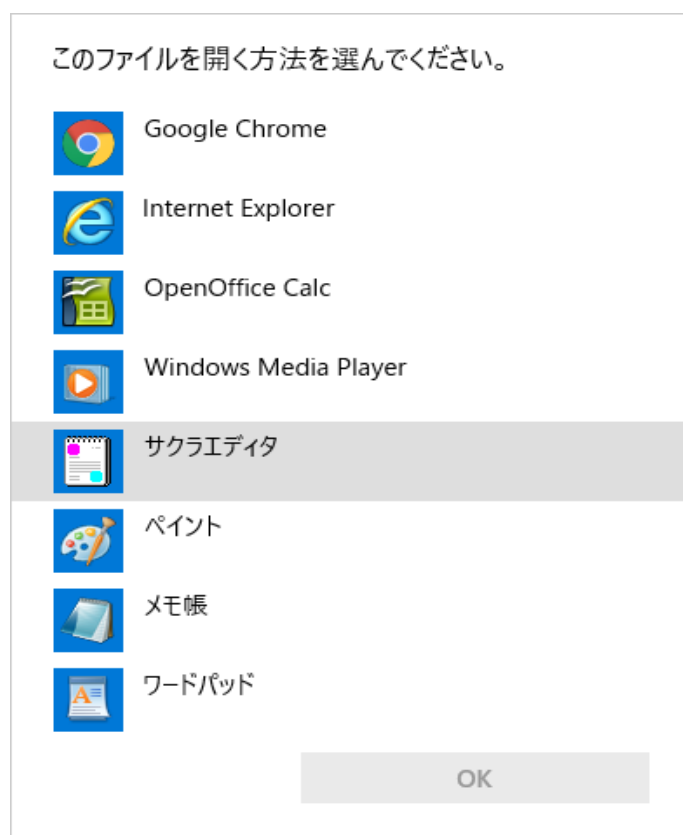 このファイルを開く方法を選んでください。
Google Chrome
Internet Explorer
OpenOffice Calc
Windows Media Player
サクラエディタ
ペイント
メモ帳
ワードパッド
OK